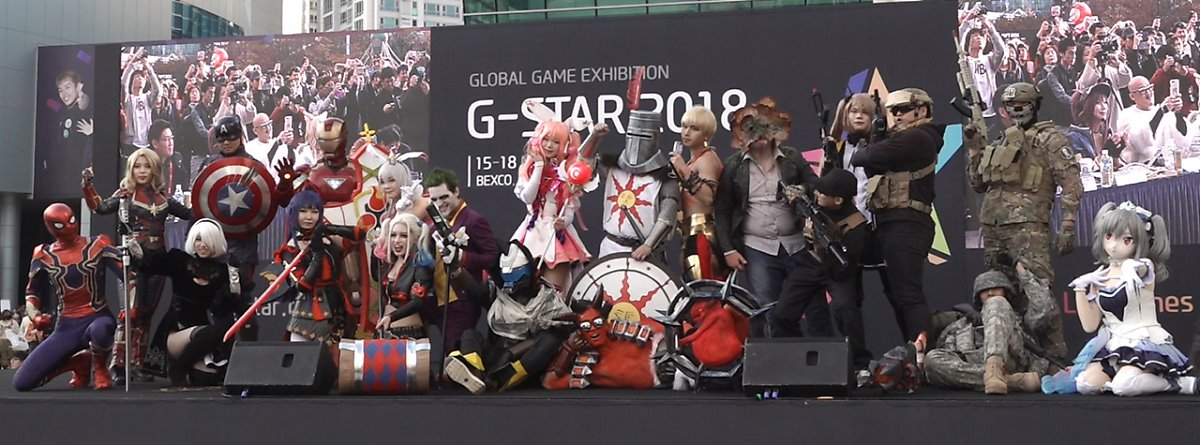 GLOBAL GAME EXHIBITION
G-STAR 2018
15-18
BEXCO